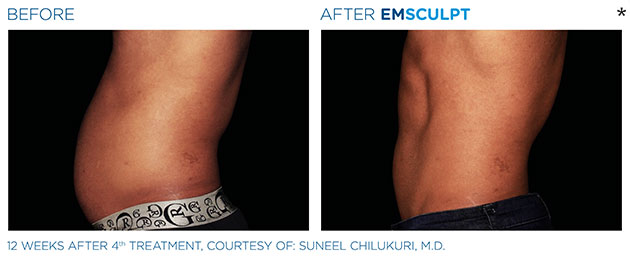 BEFORE
AFTER EMSCULPT *
12 WEEKS AFTER 4th TREATMENT, COURTESY OF: SUNEEL CHILUKURI, M.D.